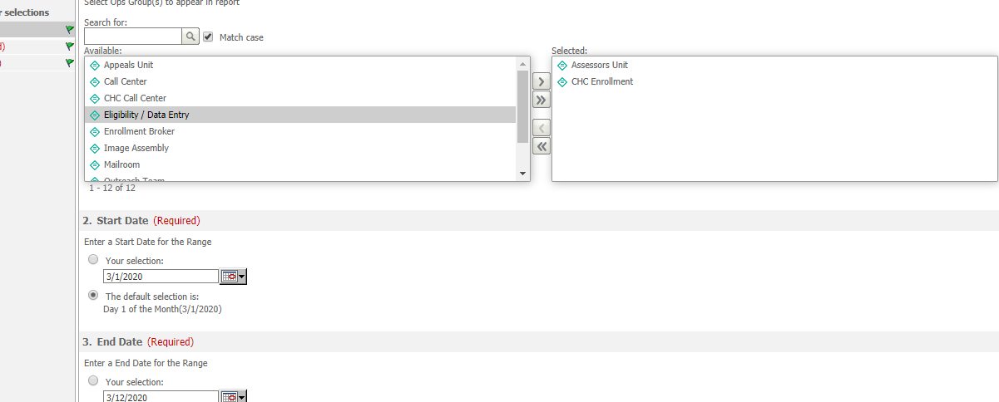 r selections
d)
)
Select Ops Group(s) to appear in report
Search for:
Match case
Available:
Appeals Unit
Call Center
CHC Call Center
Eligibility / Data Entry
Enrollment Broker
Image Assembly
Mailroom
Outreach Team
1 - 12 of 12
Selected:
Assessors Unit
CHC Enrollment
2. Start Date (Required)
Enter a Start Date for the Range
Your selection:
3/1/2020
The default selection is:
Day 1 of the Month(3/1/2020)
3. End Date (Required)
Enter a End Date for the Range
Your selection:
3/12/2020